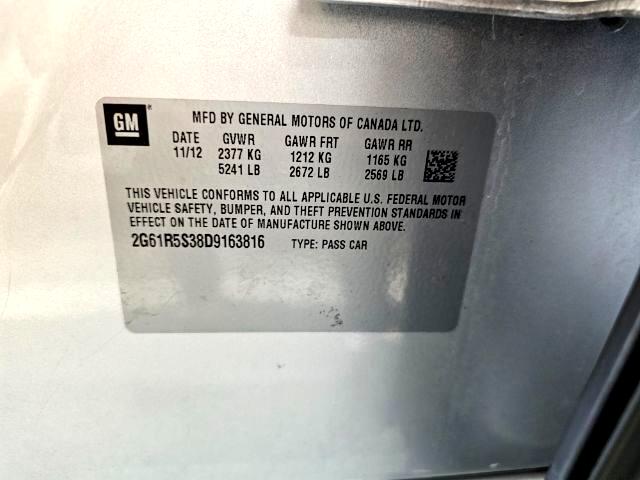 GM
MFD BY GENERAL MOTORS OF CANADA LTD.
DATE GVWR GAWR FRT GAWR RR
11/12 2377 KG 1212 KG 1165 KG
5241 LB 2672 LB 2569 LB
THIS VEHICLE CONFORMS TO ALL APPLICABLE U.S. FEDERAL MOTOR
VEHICLE SAFETY, BUMPER, AND THEFT PREVENTION STANDARDS IN
EFFECT ON THE DATE OF MANUFACTURE SHOWN ABOVE.
2G61R5S38D9163816 TYPE: PASS CAR